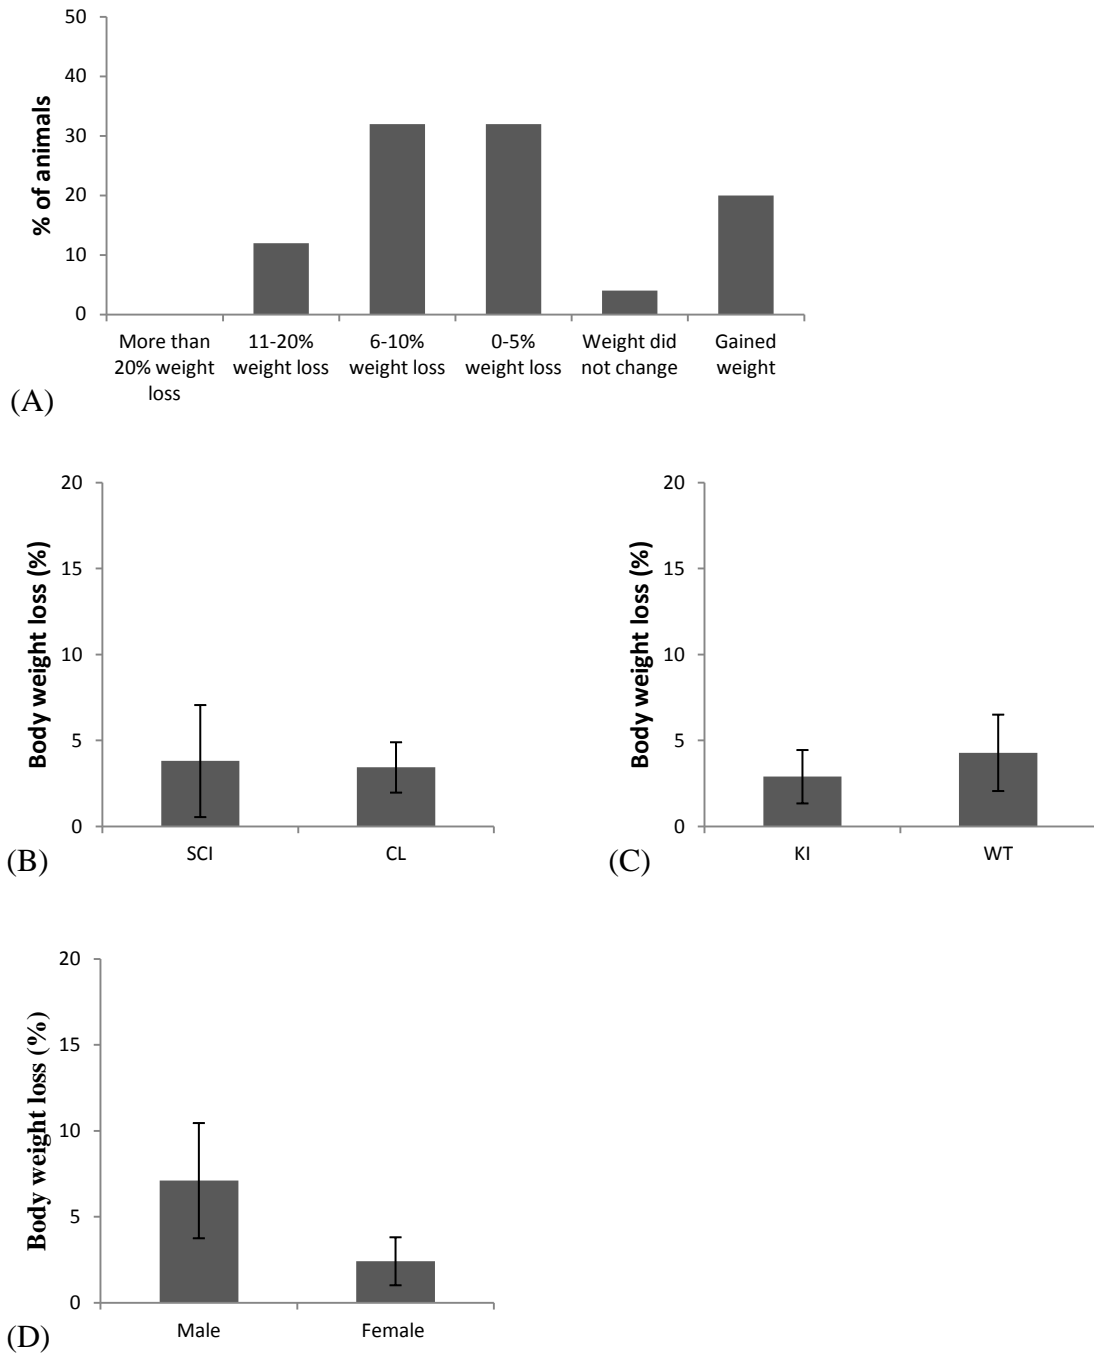 50
40
30
20
10
0
% of animals
More than
20% weight
loss
11-20%
weight loss
6-10%
weight loss
0-5%
weight loss
Weight did
not change
Gained
weight
(A)
20
15
10
5
0
Body weight loss (%)
SCI
CL
(B)
20
15
10
5
0
Body weight loss (%)
KI
WT
(C)
20
15
10
5
0
Body weight loss (%)
Male
Female
(D)